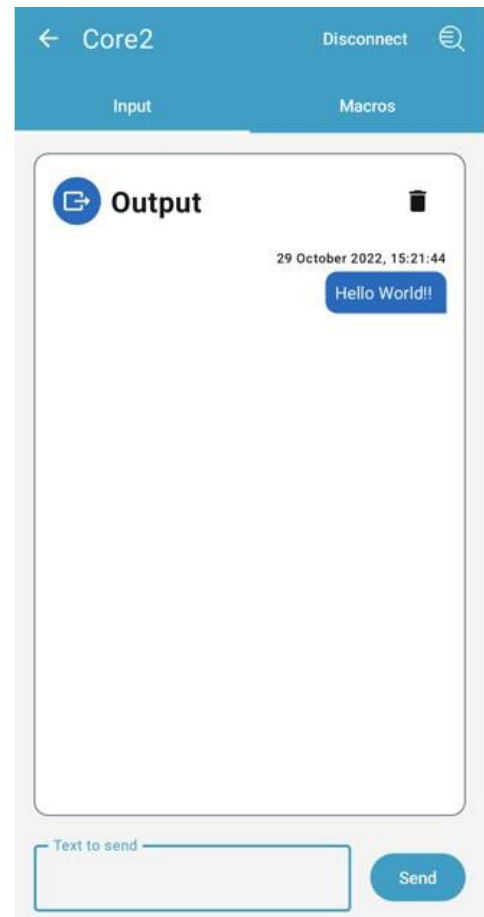 Core2
Disconnect
Input
Macros
Output
29 October 2022, 15:21:44
Hello World!!
Text to send
Send